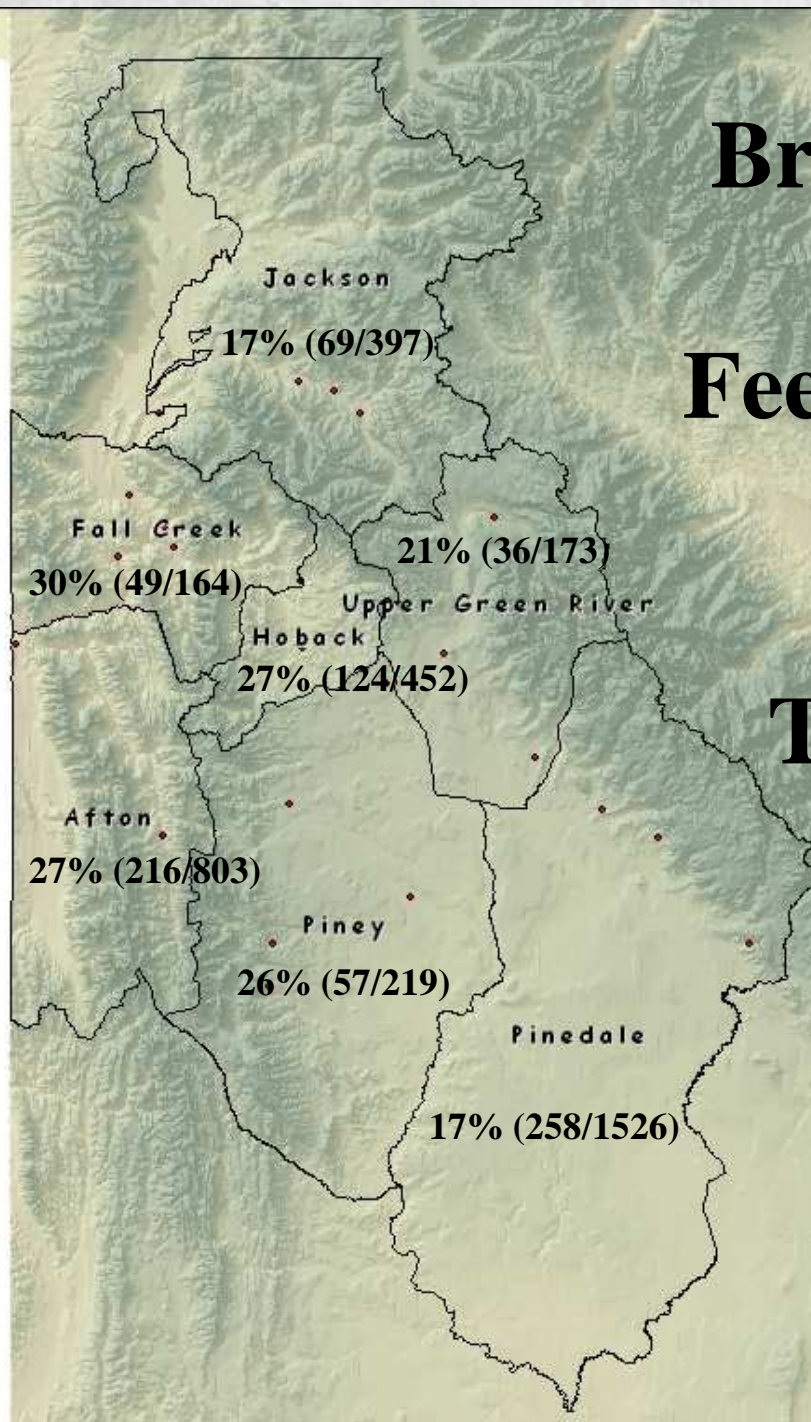 Br
Jackson
17% (69/397)
Fee
Fall Creek
30% (49/164)
21% (36/173)
Upper Green River
Hoback
27% (124/452)
T
Afton
27% (216/803)
Piney
26% (57/219)
Pinedale
17% (258/1526)